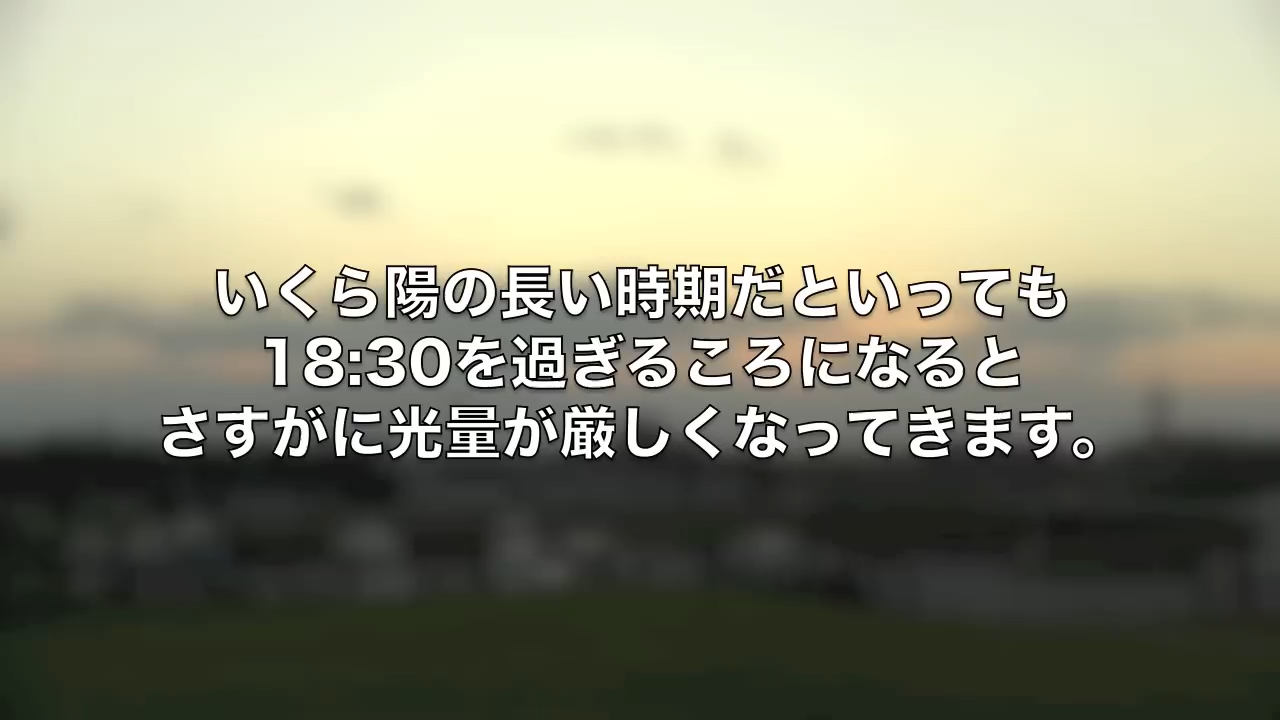 いくら陽の長い時期だといっても
18:30を過ぎるころになると
さすがに光量が厳しくなってきます。